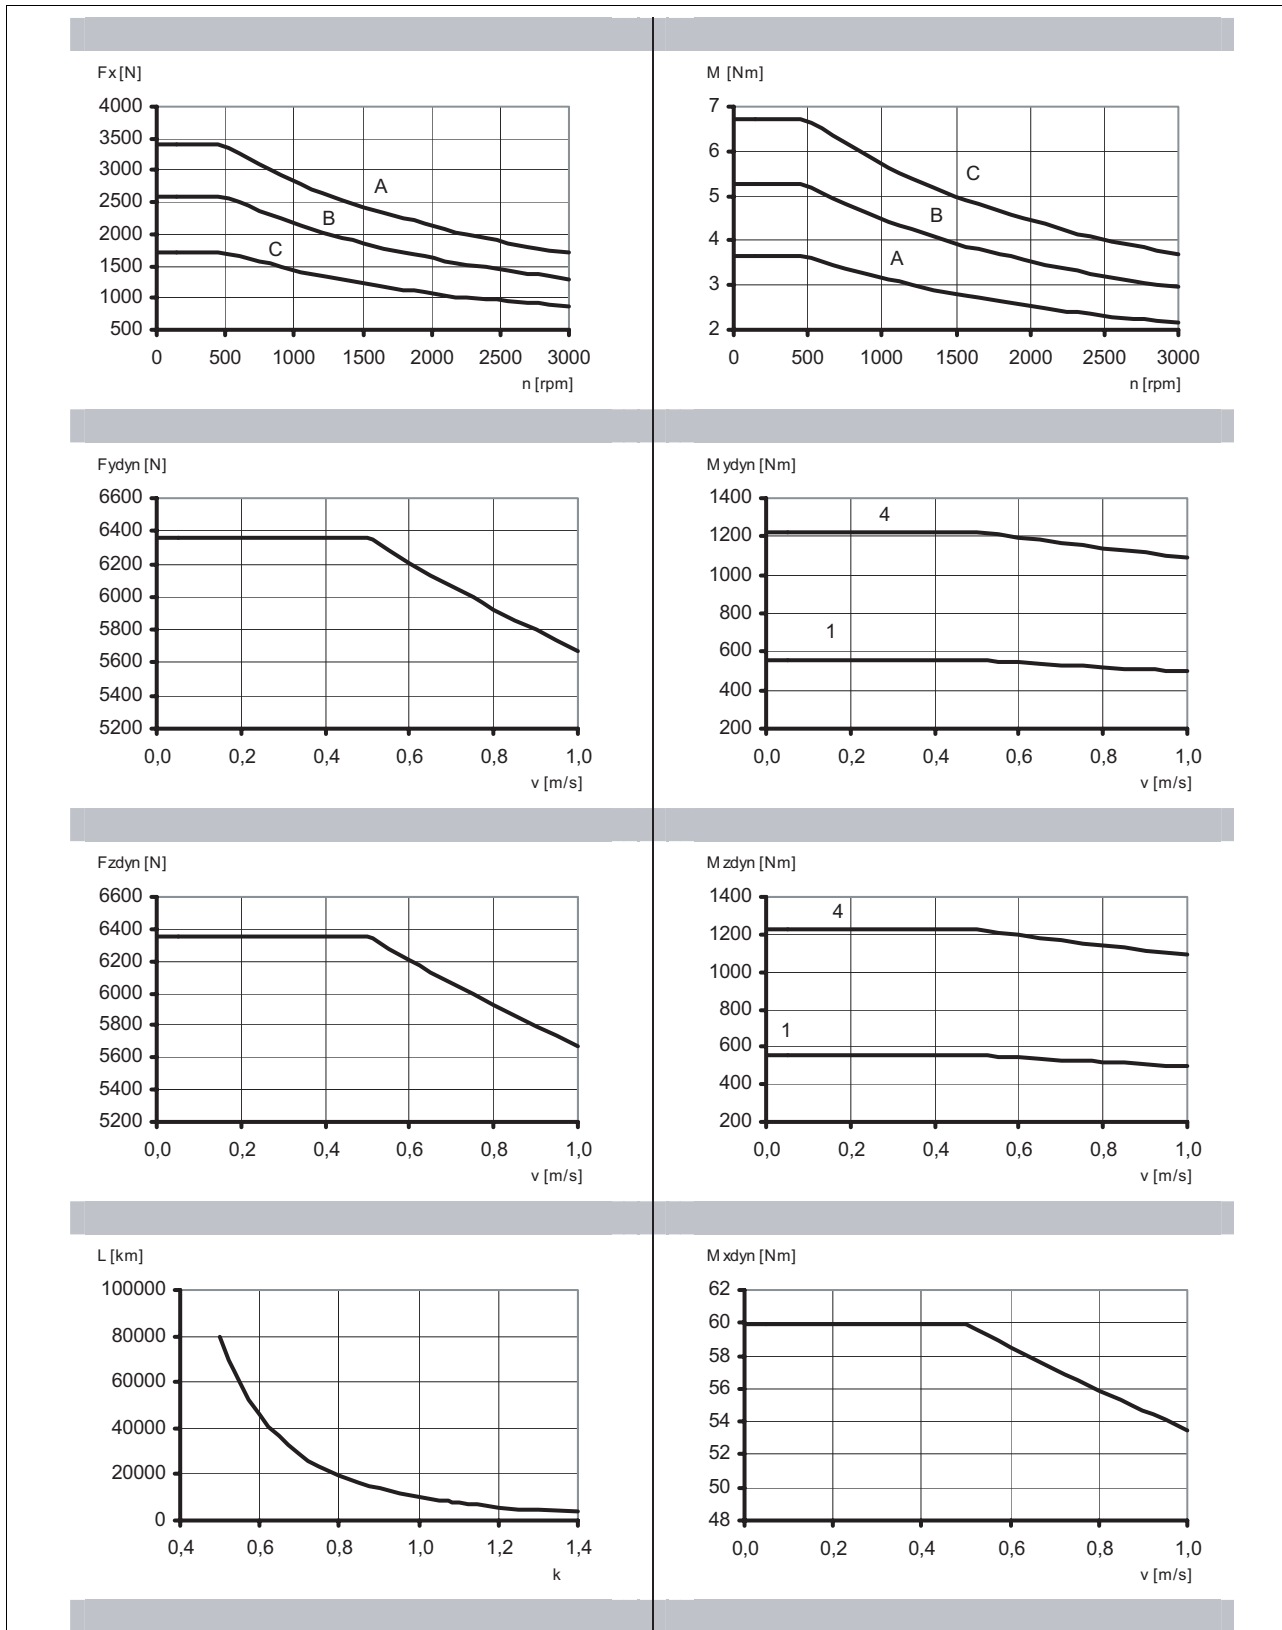 Fx [N]
4000
3500
3000
2500
2000
1500
1000
500
A
B
C
0 500 1000 1500 2000 2500 3000
n [rpm]
M [Nm]
7
6
5
4
3
2
C
B
A
0 500 1000 1500 2000 2500 3000
n [rpm]
Fydyn [N]
6600
6400
6200
6000
5800
5600
5400
5200
0,0 0,2 0,4 0,6 0,8 1,0
v [m/s]
Mydyn [Nm]
1400
1200
1000
800
600
400
200
4
1
0,0 0,2 0,4 0,6 0,8 1,0
v [m/s]
Fzdyn [N]
6600
6400
6200
6000
5800
5600
5400
5200
0,0 0,2 0,4 0,6 0,8 1,0
v [m/s]
Mzdyn [Nm]
1400
1200
1000
800
600
400
200
4
1
0,0 0,2 0,4 0,6 0,8 1,0
v [m/s]
L [km]
100000
80000
60000
40000
20000
0
0,4 0,6 0,8 1,0 1,2 1,4
k
Mxdyn [Nm]
62
60
58
56
54
52
50
48
0,0 0,2 0,4 0,6 0,8 1,0
v [m/s]